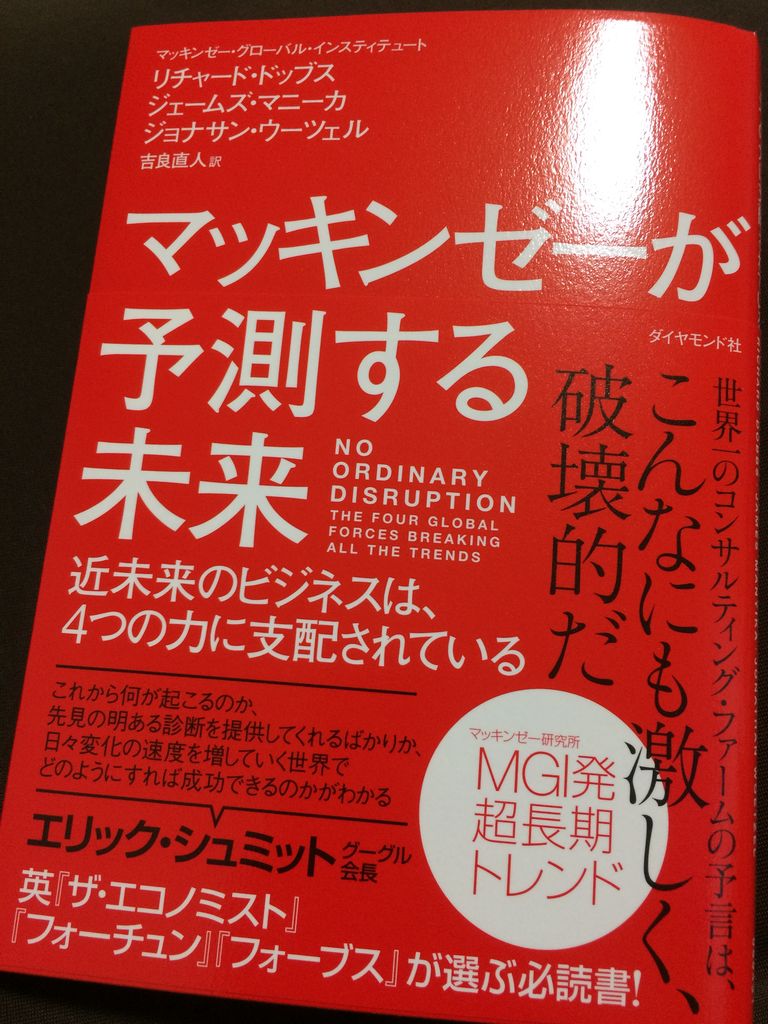 マッキンゼー・グローバル・インスティテュート
リチャード・ドッブス
ジェームズ・マニーカ
ジョナサン・ウーツェル
吉良直人 訳
マッキンゼーが
予測する
未来
NO
ORDINARY
DISRUPTION
THE FOUR GLOBAL
FORCES BREAKING
ALL THE TRENDS
近未来のビジネスは、
4つの力に支配されている
ダイヤモンド社
世界一のコンサルティング・ファームの予言は、
こんなにも激しく、
破壊的だ
これから何が起こるのか、
先見の明ある診断を提供してくれるばかりか、
日々変化の速度を増していく世界で
どのようにすれば成功できるのかがわかる
エリック・シュミット グーグル
会長
マッキンゼー研究所
MGI発
超長期
トレンド
英『ザ・エコノミスト』
『フォーチュン』『フォーブス』が選ぶ必読書!